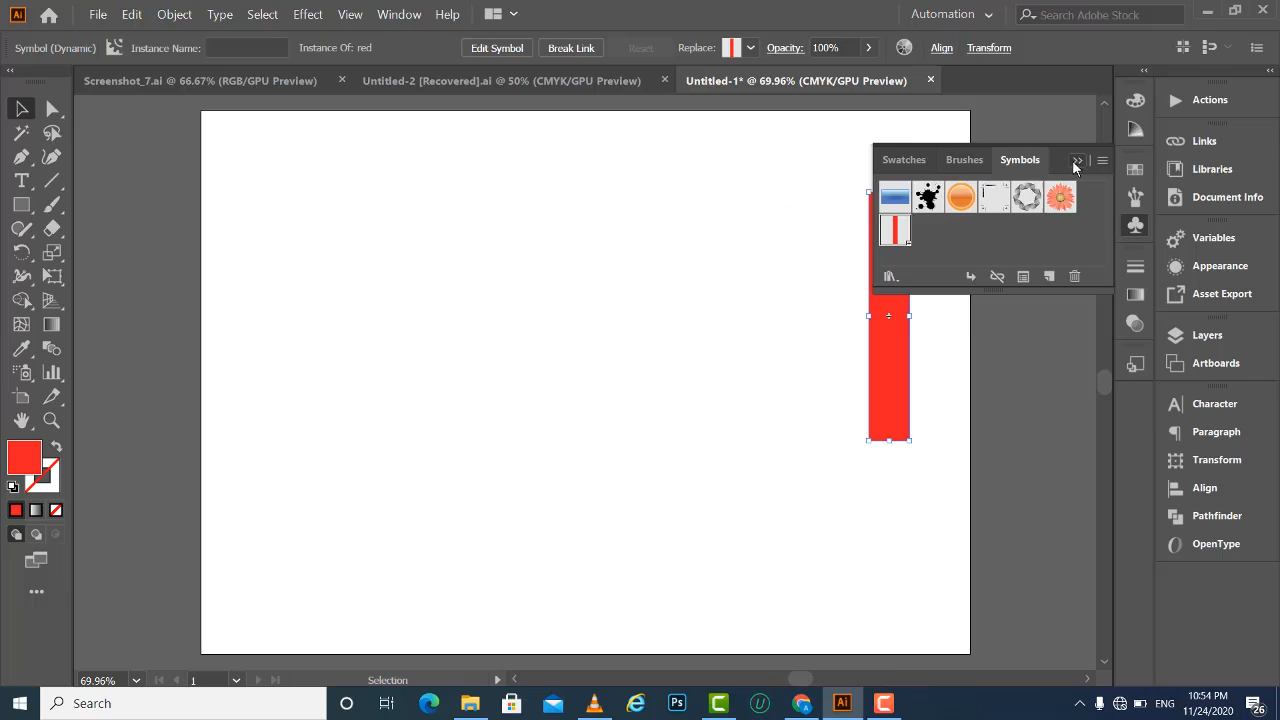 Ai File Edit Object Type Select Effect View Window Automation Search Adobe Stock
Symbol (Dynamic) Instance Name: Instance Of: red Edit Symbol Break Link Reset Replace: Opacity: 100% Align Transform
Screenshot_7.ai @ 66.67% (RGB/GPU Preview) Untitled-2 [Recovered].ai @ 50% (CMYK/GPU Preview) Untitled-1* @ 69.96% (CMYK/GPU Preview)
Swatches Brushes Symbols
Actions
Links
Libraries
Document Info
Variables
Appearance
Asset Export
Layers
Artboards
Character
Paragraph
Transform
Align
Pathfinder
OpenType
69.96% 1 Selection
Search Ps Ai ENG 10:54 PM
11/24/2020 26